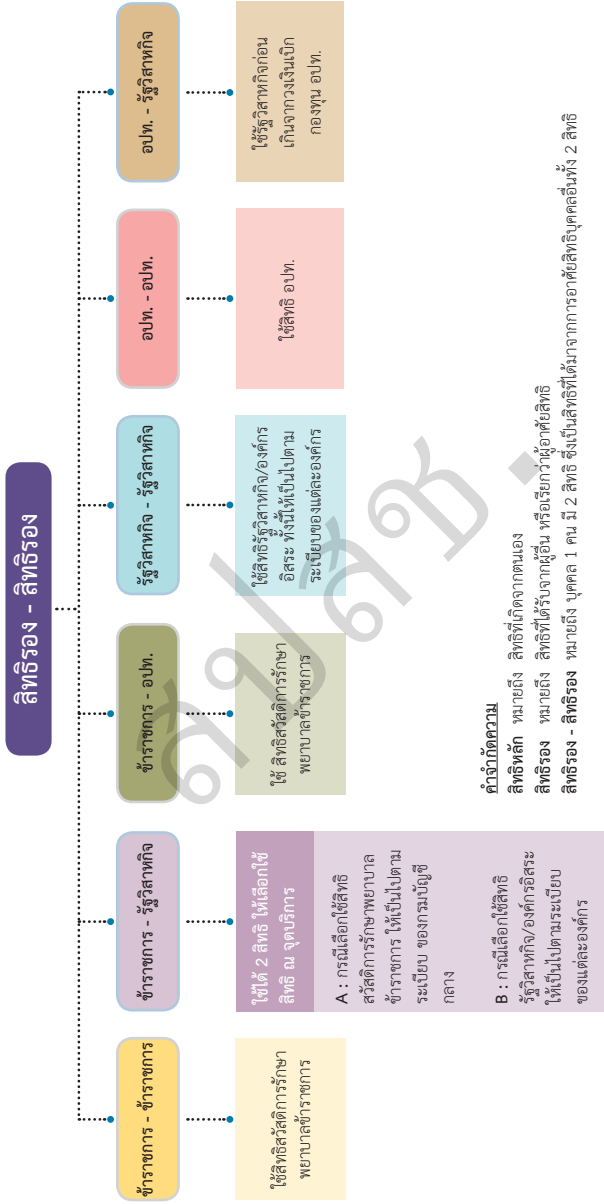 สิทธิรอง - สิทธิรอง
ข้าราชการ - ข้าราชการ
ใช้สิทธิสวัสดิการรักษา
พยาบาลข้าราชการ
ข้าราชการ - รัฐวิสาหกิจ
ใช้ได้ 2 สิทธิ ให้เลือกใช้
สิทธิ ณ จุดบริการ
A : กรณีเลือกใช้สิทธิ
สวัสดิการรักษาพยาบาล
ข้าราชการ ให้เป็นไปตาม
ระเบียบ ของกรมบัญชี
กลาง
B : กรณีเลือกใช้สิทธิ
รัฐวิสาหกิจ/องค์กรอิสระ
ให้เป็นไปตามระเบียบ
ของแต่ละองค์กร
ข้าราชการ - อปท.
ใช้ สิทธิสวัสดิการรักษา
พยาบาลข้าราชการ
รัฐวิสาหกิจ - รัฐวิสาหกิจ
ใช้สิทธิรัฐวิสาหกิจ/องค์กร
อิสระ ทั้งนี้ให้เป็นไปตาม
ระเบียบของแต่ละองค์กร
อปท. - อปท.
ใช้สิทธิ อปท.
อปท. - รัฐวิสาหกิจ
ใช้รัฐวิสาหกิจก่อน
เกินจากวงเงินเบิก
กองทุน อปท.
คำจำกัดความ
สิทธิหลัก หมายถึง สิทธิที่เกิดจากตนเอง
สิทธิรอง หมายถึง สิทธิที่ได้รับจากผู้อื่น หรือเรียกว่าผู้อาศัยสิทธิ
สิทธิรอง - สิทธิรอง หมายถึง บุคคล 1 คน มี 2 สิทธิ ซึ่งเป็นสิทธิที่ได้มาจากการอาศัยสิทธิบุคคลอื่นทั้ง 2 สิทธิ
สปสช.